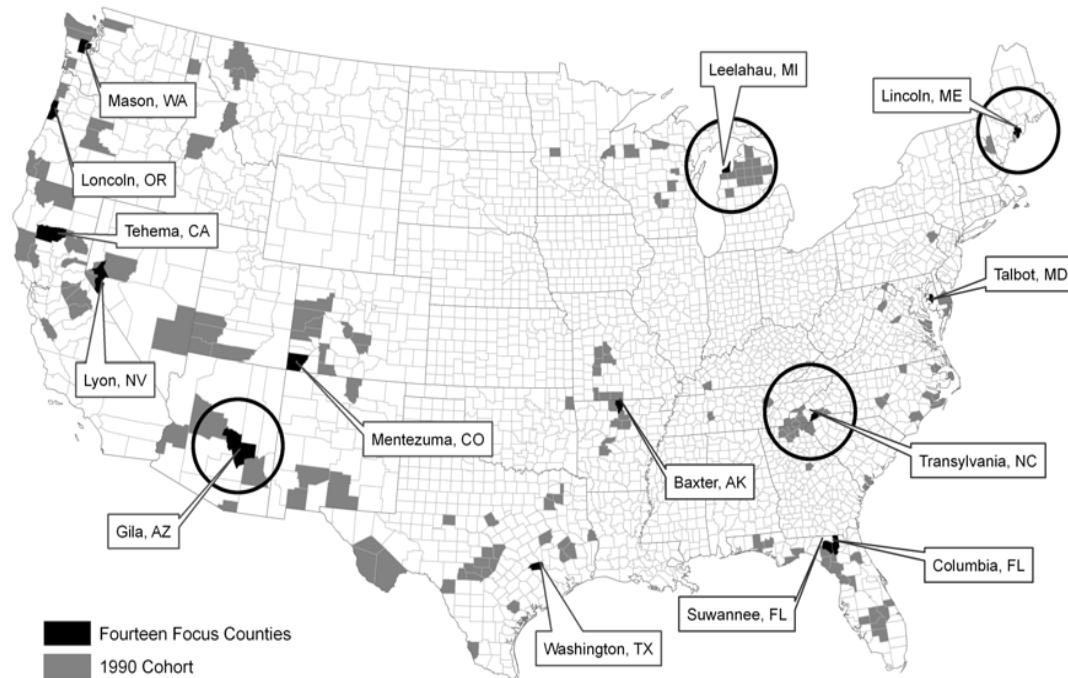 Leelahau, MI
Lincoln, ME
Mason, WA
Loncoln, OR
Tehema, CA
Talbot, MD
Lyon, NV
Mentezuma, CO
Transylvania, NC
Baxter, AK
Gila, AZ
Columbia, FL
Suwannee, FL
Washington, TX
Fourteen Focus Counties
1990 Cohort